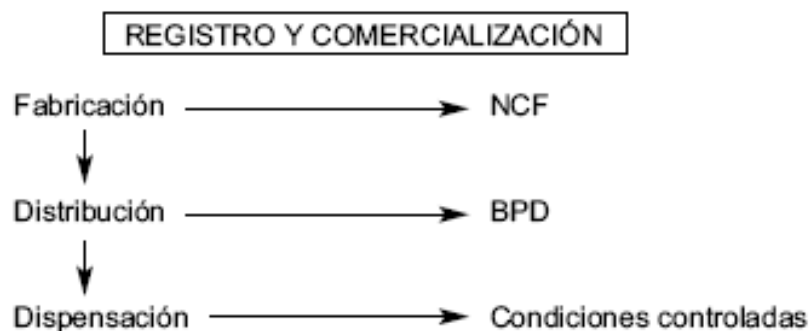 REGISTRO Y COMERCIALIZACIÓN
Fabricación NCF
Distribución BPD
Dispensación Condiciones controladas